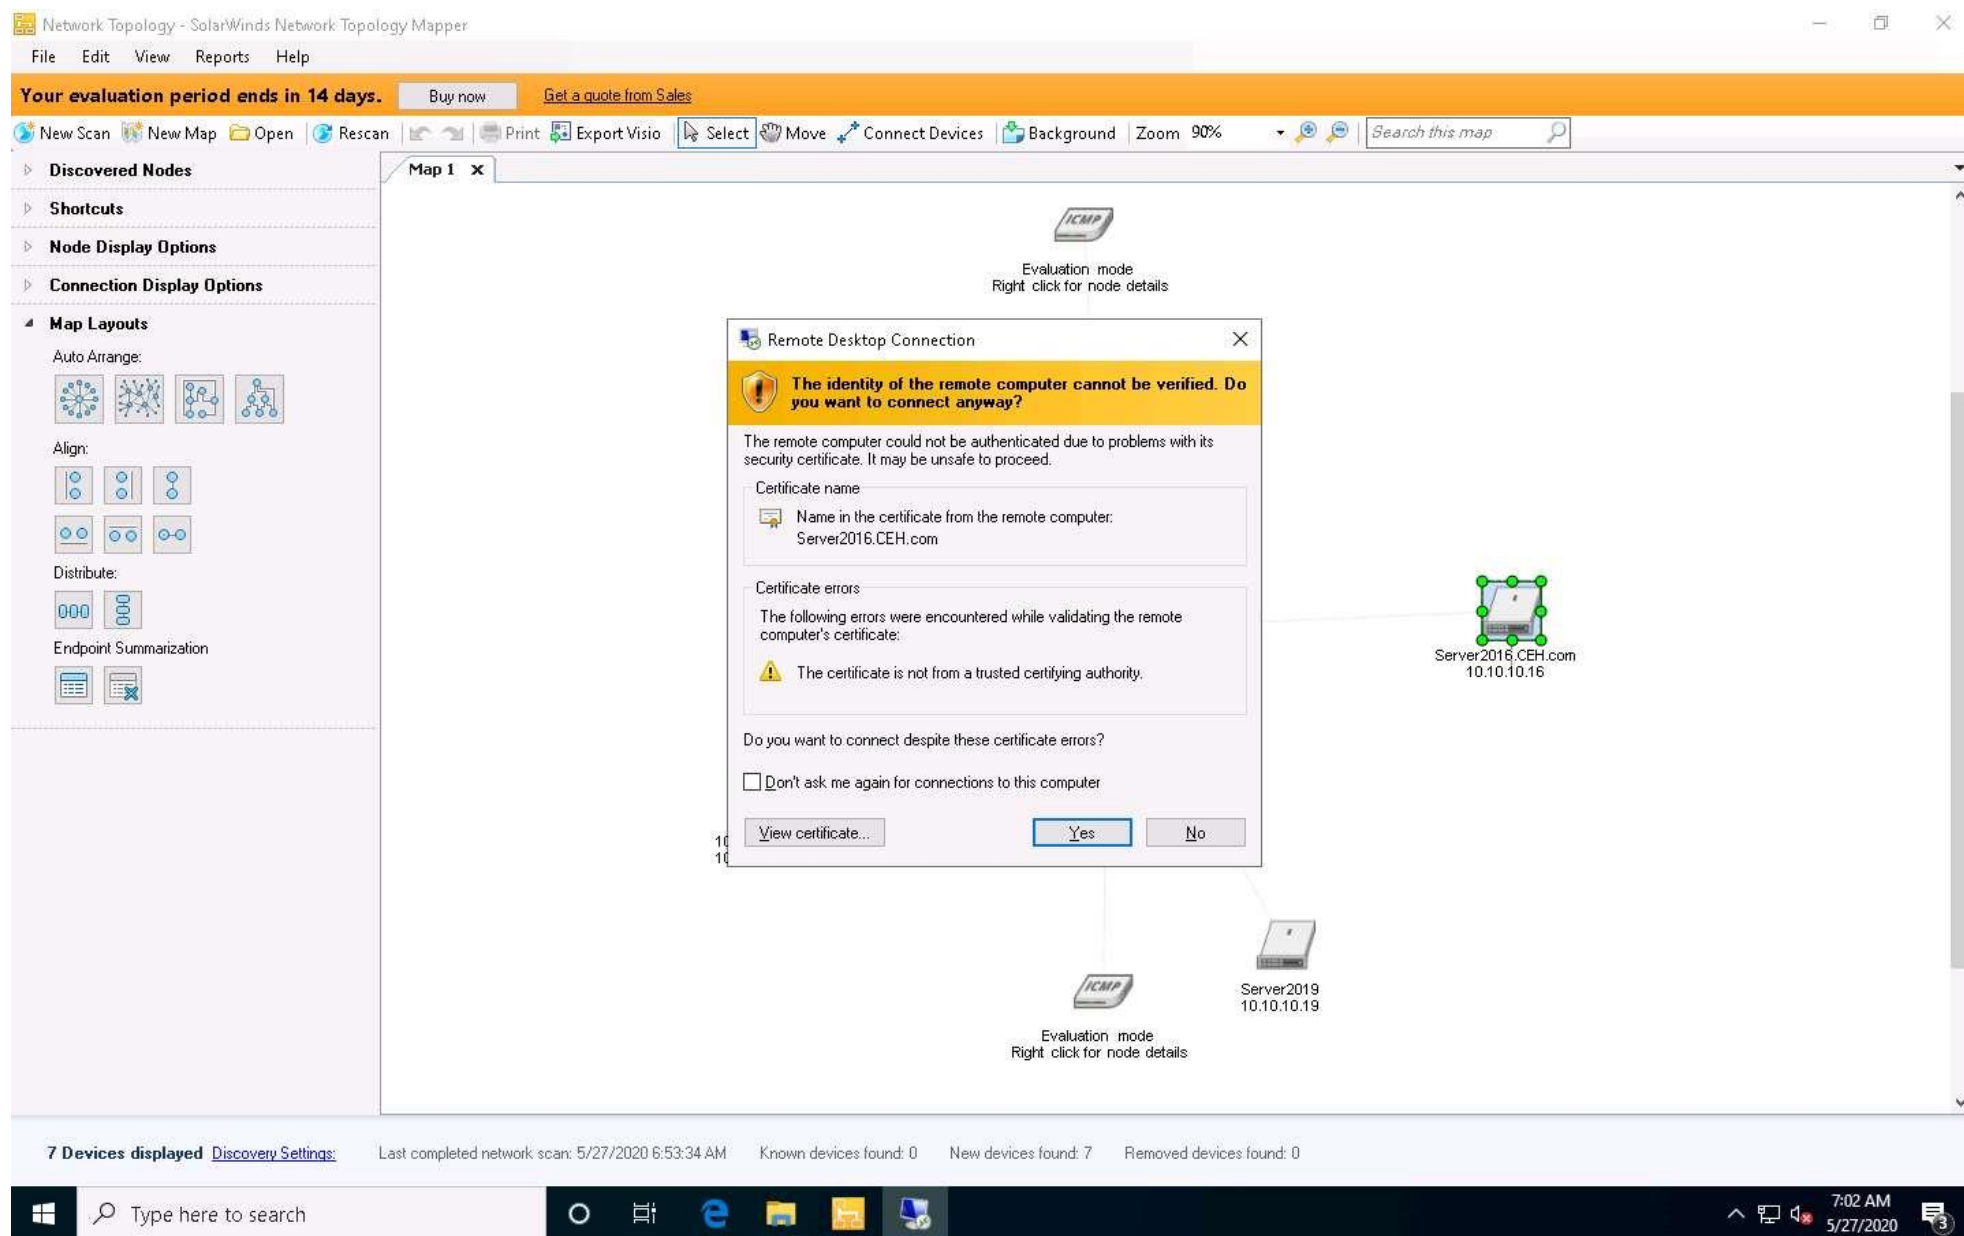 Network Topology - SolarWinds Network Topology Mapper
File Edit View Reports Help
Your evaluation period ends in 14 days. Buy now Get a quote from Sales
New Scan New Map Open Rescan Print Export Visio Select Move Connect Devices Background Zoom 90% Search this map
Discovered Nodes
Shortcuts
Node Display Options
Connection Display Options
Map Layouts
Auto Arrange:
Align:
Distribute:
Endpoint Summarization
Map 1 x
ICMP
Evaluation mode
Right click for node details
Remote Desktop Connection
The identity of the remote computer cannot be verified. Do
you want to connect anyway?
The remote computer could not be authenticated due to problems with its
security certificate. It may be unsafe to proceed.
Certificate name
Name in the certificate from the remote computer:
Server2016.CEH.com
Certificate errors
The following errors were encountered while validating the remote
computer's certificate:
The certificate is not from a trusted certifying authority.
Do you want to connect despite these certificate errors?
Don't ask me again for connections to this computer
View certificate... Yes No
Server2016.CEH.com
10.10.10.16
10
10
Server2019
10.10.10.19
ICMP
Evaluation mode
Right click for node details
7 Devices displayed Discovery Settings: Last completed network scan: 5/27/2020 6:53:34 AM Known devices found: 0 New devices found: 7 Removed devices found: 0
Type here to search
7:02 AM
5/27/2020
3